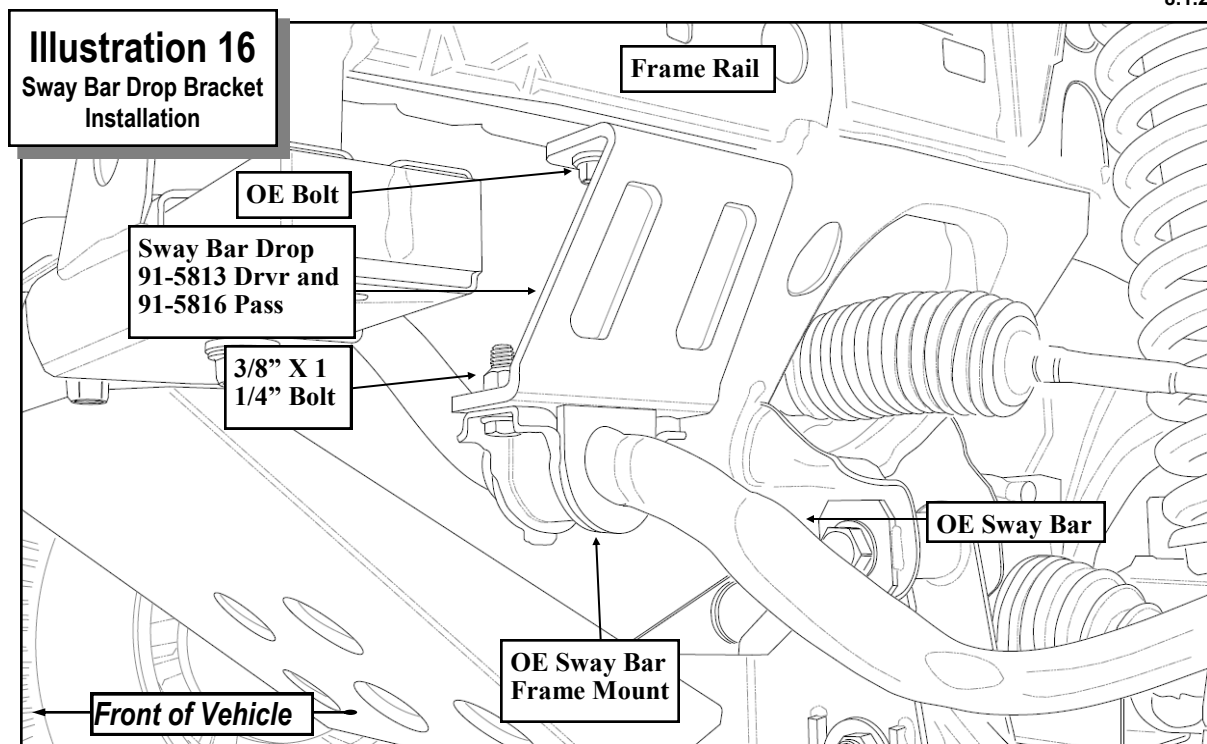 Illustration 16
Sway Bar Drop Bracket
Installation
Frame Rail
OE Bolt
Sway Bar Drop
91-5813 Drvr and
91-5816 Pass
3/8” X 1
1/4” Bolt
OE Sway Bar
OE Sway Bar
Frame Mount
Front of Vehicle